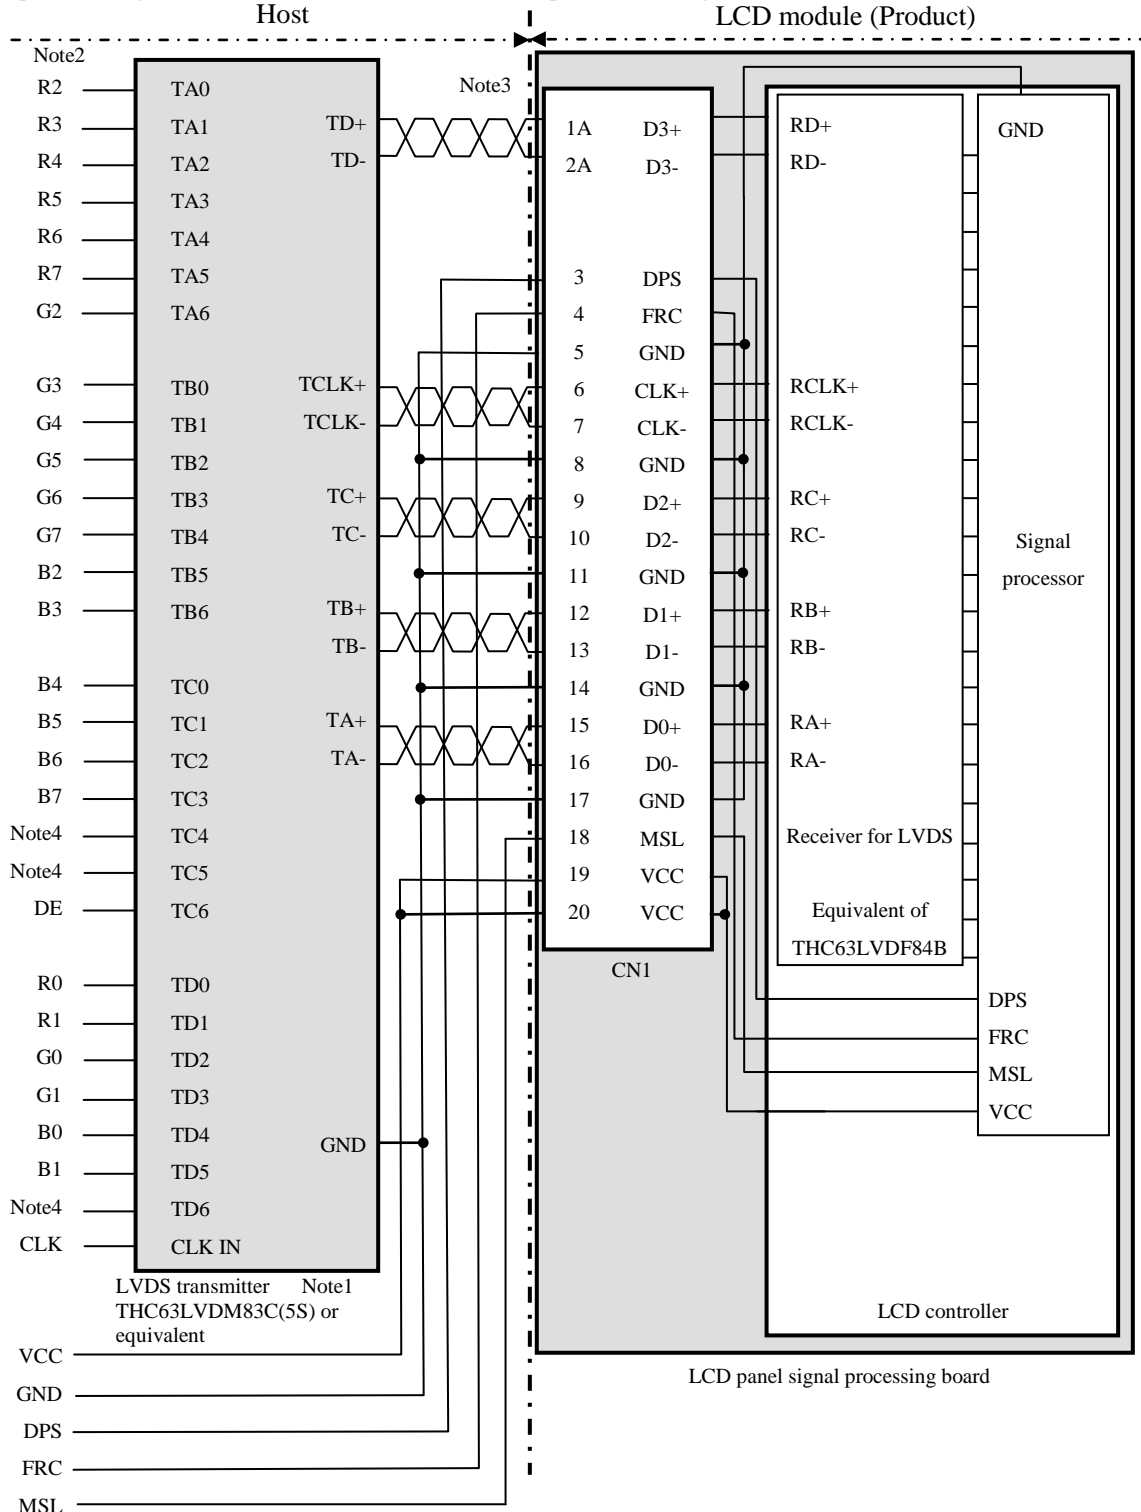 Host
LCD module (Product)
Note2
Note3
R2 TA0
R3 TA1 TD+
R4 TA2 TD-
R5 TA3
R6 TA4
R7 TA5
G2 TA6
G3 TB0 TCLK+
G4 TB1 TCLK-
G5 TB2
G6 TB3 TC+
G7 TB4 TC-
B2 TB5
B3 TB6 TB+
TB-
B4 TC0
B5 TC1 TA+
B6 TC2 TA-
B7 TC3
Note4 TC4
Note4 TC5
DE TC6
R0 TD0
R1 TD1
G0 TD2
G1 TD3
B0 TD4 GND
B1 TD5
Note4 TD6
CLK CLK IN
LVDS transmitter Note1
THC63LVDM83C(5S) or
equivalent
VCC
GND
DPS
FRC
MSL
1A D3+
2A D3-
3 DPS
4 FRC
5 GND
6 CLK+
7 CLK-
8 GND
9 D2+
10 D2-
11 GND
12 D1+
13 D1-
14 GND
15 D0+
16 D0-
17 GND
18 MSL
19 VCC
20 VCC
CN1
RD+
RD-
RCLK+
RCLK-
RC+
RC-
RB+
RB-
RA+
RA-
Receiver for LVDS
Equivalent of
THC63LVDF84B
GND
Signal
processor
DPS
FRC
MSL
VCC
LCD controller
LCD panel signal processing board